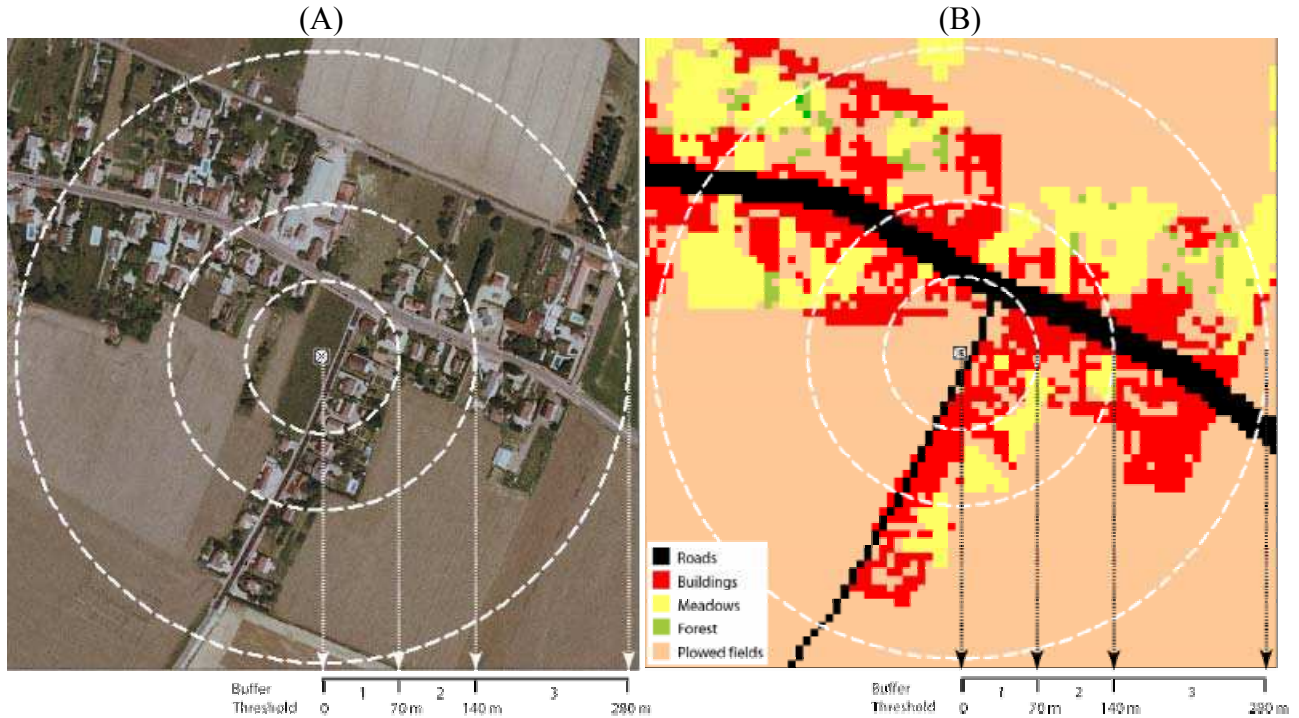 (A) (B)
Roads
Buildings
Meadows
Forest
Plowed fields
Buffer 1 2 3
Threshold 0 70 m 140 m 280 m
Buffer 1 2 3
Threshold 0 70 m 140 m 280 m